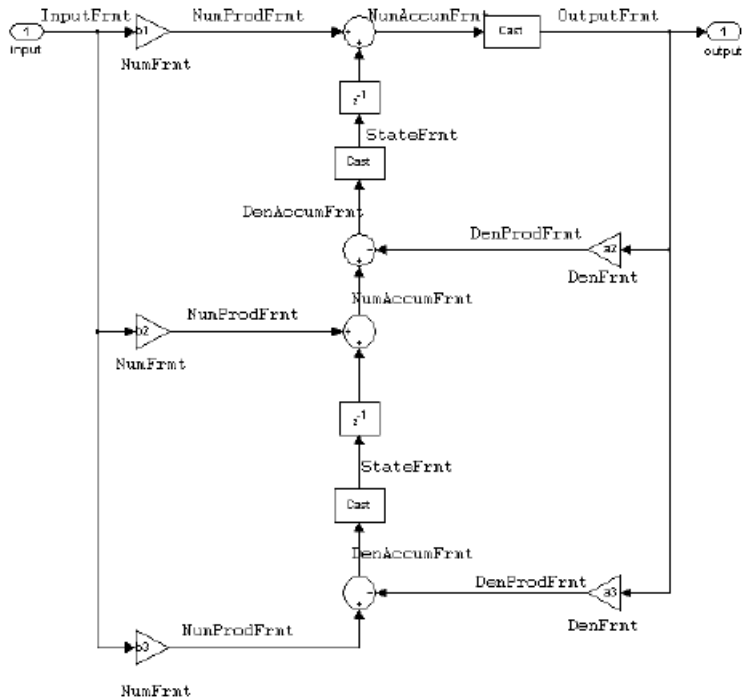 InputFrmt NumProdFrmt NumAccumFrmt OutputFrmt
1 b1 Cast 1
input output
NumFrmt
z-1
StateFrmt
Cast
DenAccumFrmt
DenProdFrmt
a2
DenFrmt
NumAccumFrmt
NumProdFrmt
b2
NumFrmt
z-1
StateFrmt
Cast
DenAccumFrmt
DenProdFrmt
a3
DenFrmt
NumProdFrmt
b3
NumFrmt